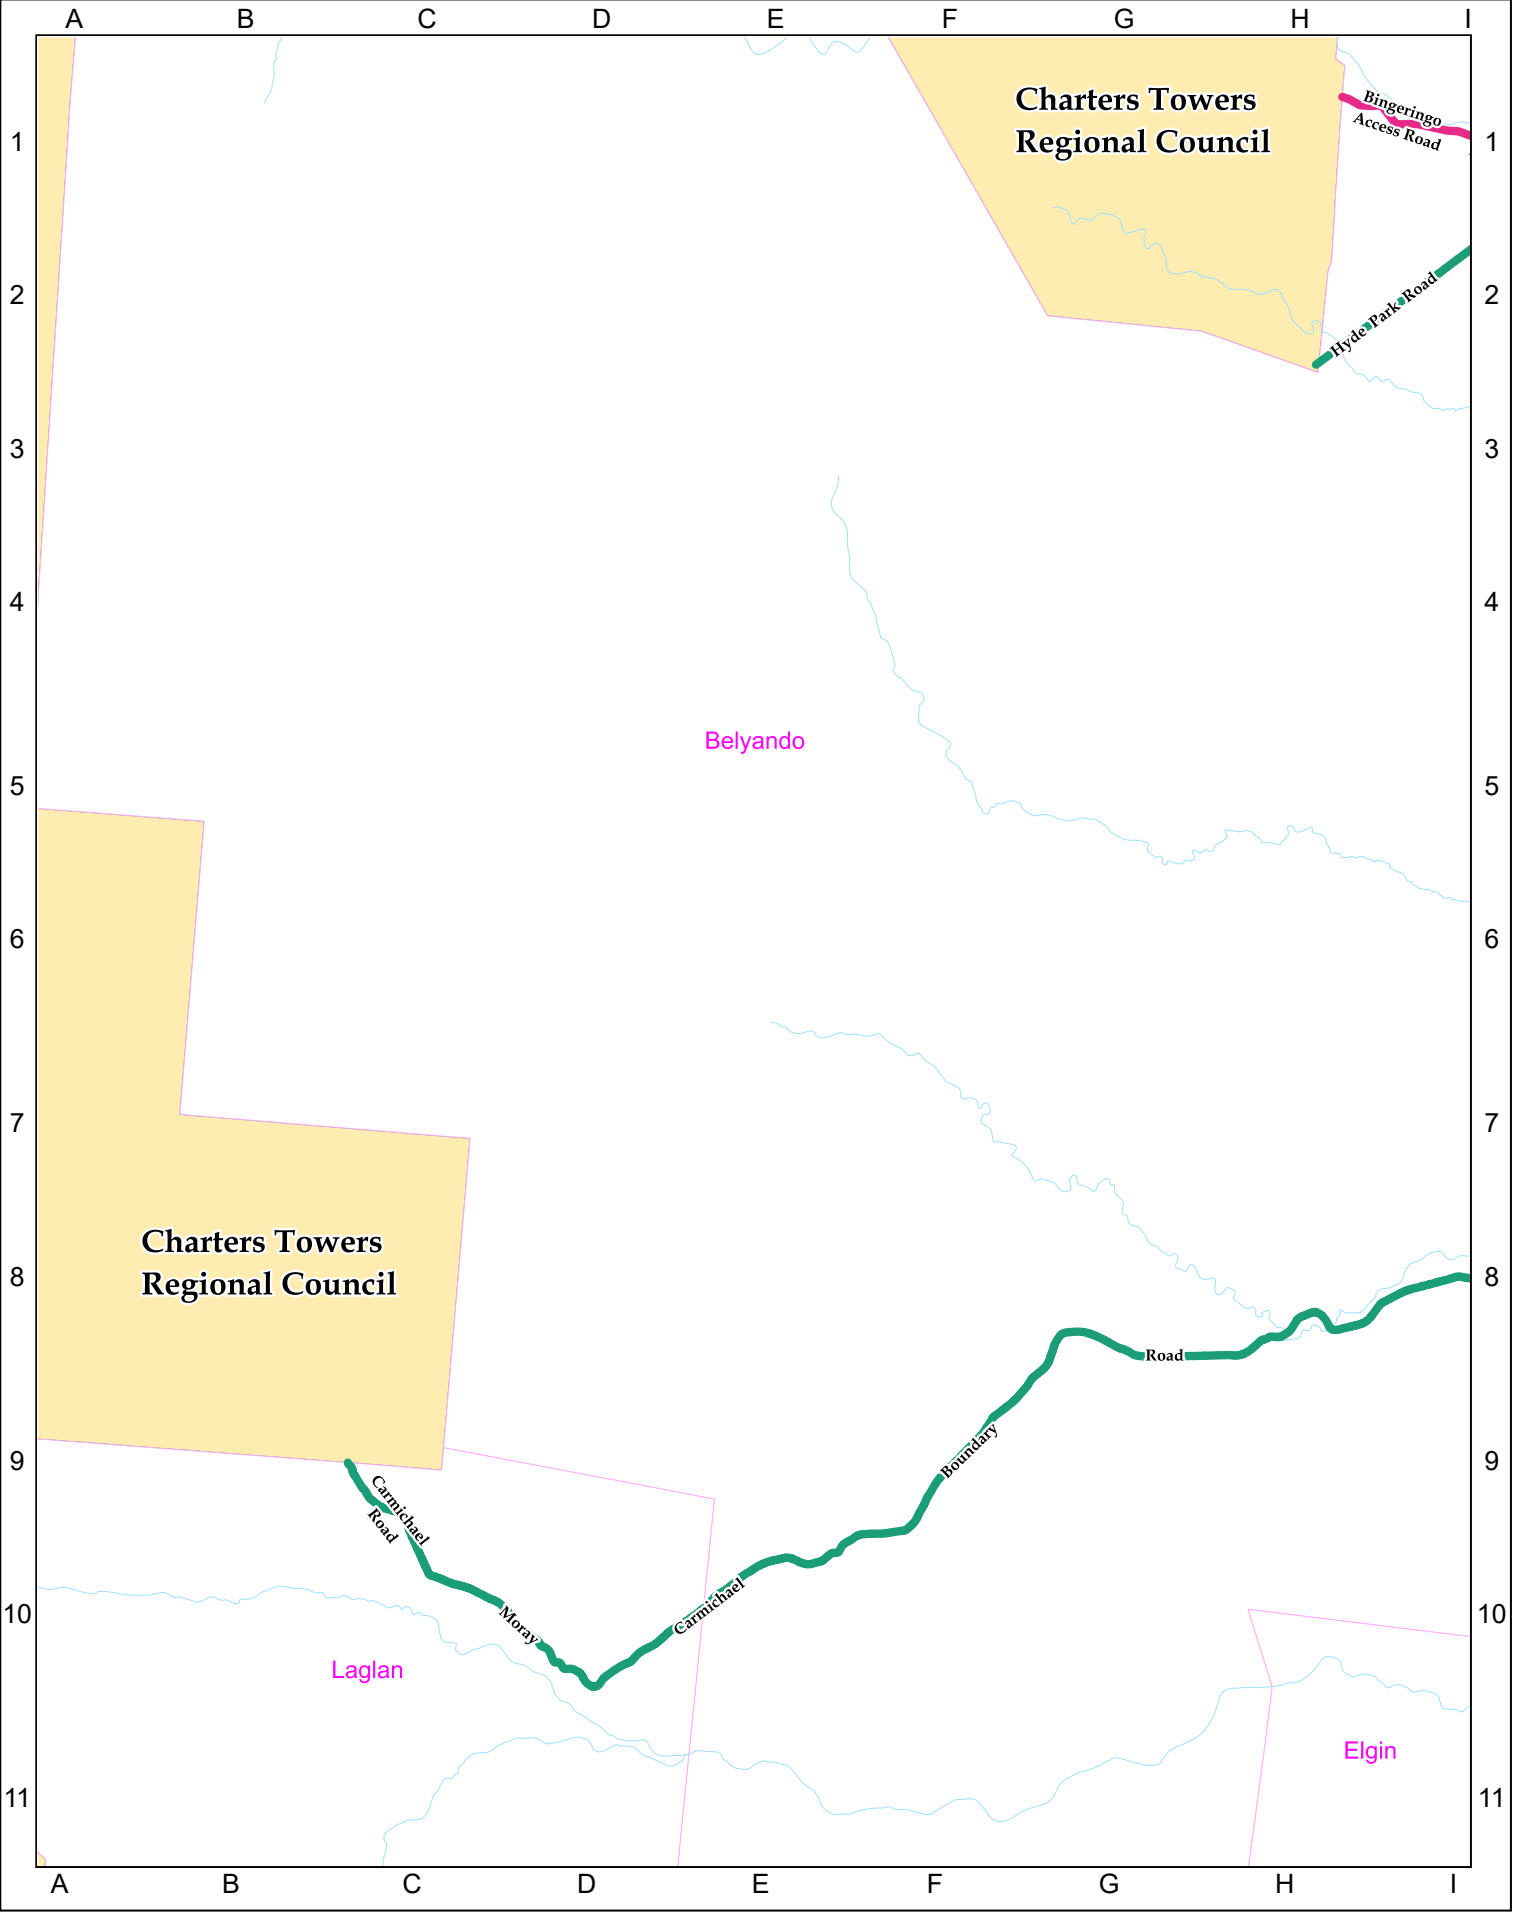 A B C D E F G H I
Charters Towers
Regional Council
Bingeringo
Access Road
1 1
Hyde Park Road
2 2
3 3
4 4
Belyando
5 5
6 6
7 7
Charters Towers
Regional Council
8 8
Road
Boundary
9 9
Carmichael
Road
Carmichael
Moray
10 10
Laglan
Elgin
11 11
A B C D E F G H I